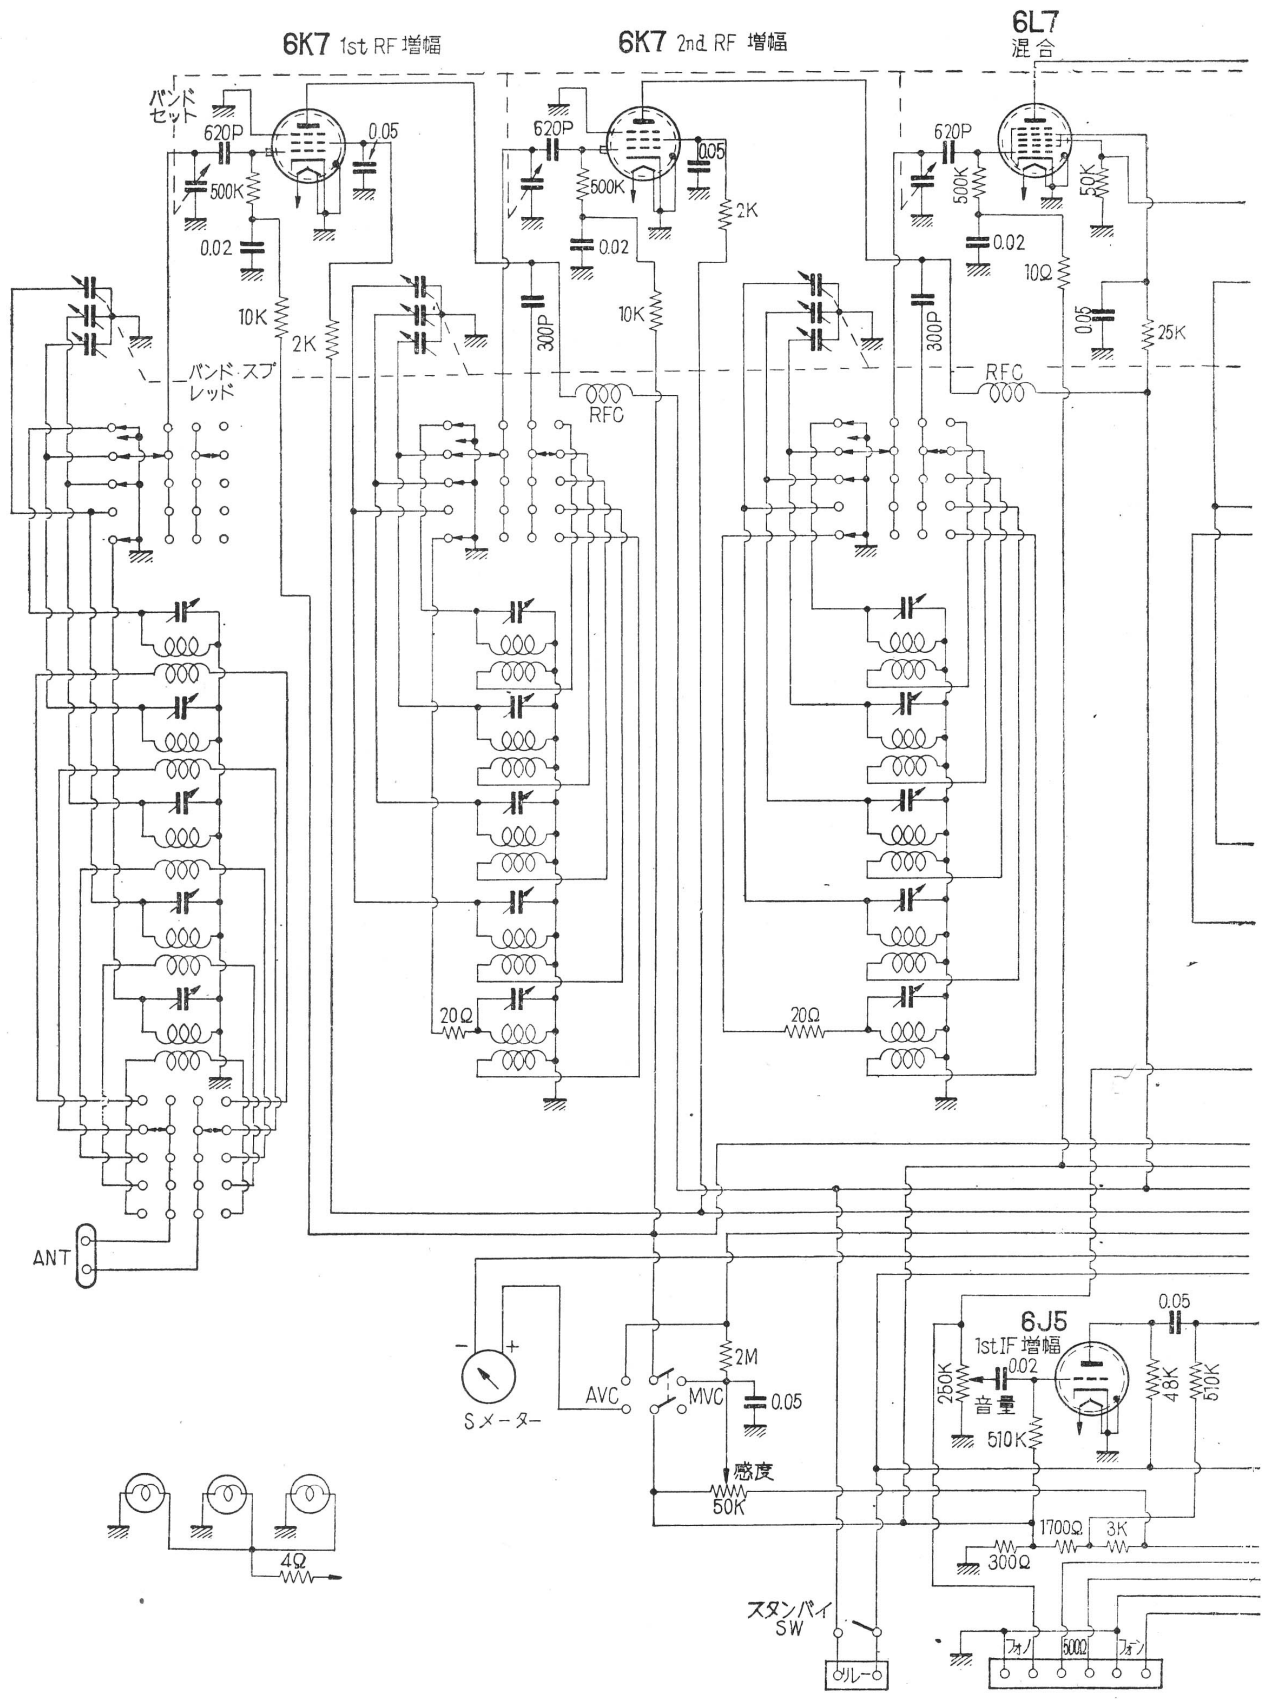 6K7 1st RF 増幅
6K7 2nd RF 増幅
6L7
混合
バンド
セット
620P
0.05
500K
0.02
10K
2K
620P
0.05
500K
2K
0.02
10K
300P
620P
500K
50K
0.02
10Ω
0.05
25K
300P
バンド スプ
レッド
RFC
RFC
20Ω
20Ω
ANT
- +
Sメーター
AVC
MVC
2M
0.05
感度
50K
6J5
1st IF 増幅
0.05
250K
0.02
音量
510K
48K
510K
1700Ω
3K
300Ω
4Ω
スタンバイ
SW
リレー
フォノ
500Ω
フォーン